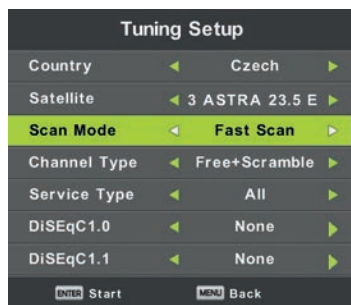 Tuning Setup
Country Czech
Satellite 3 ASTRA 23.5 E
Scan Mode Fast Scan
Channel Type Free+Scramble
Service Type All
DiSEqC1.0 None
DiSEqC1.1 None
ENTER Start MENU Back